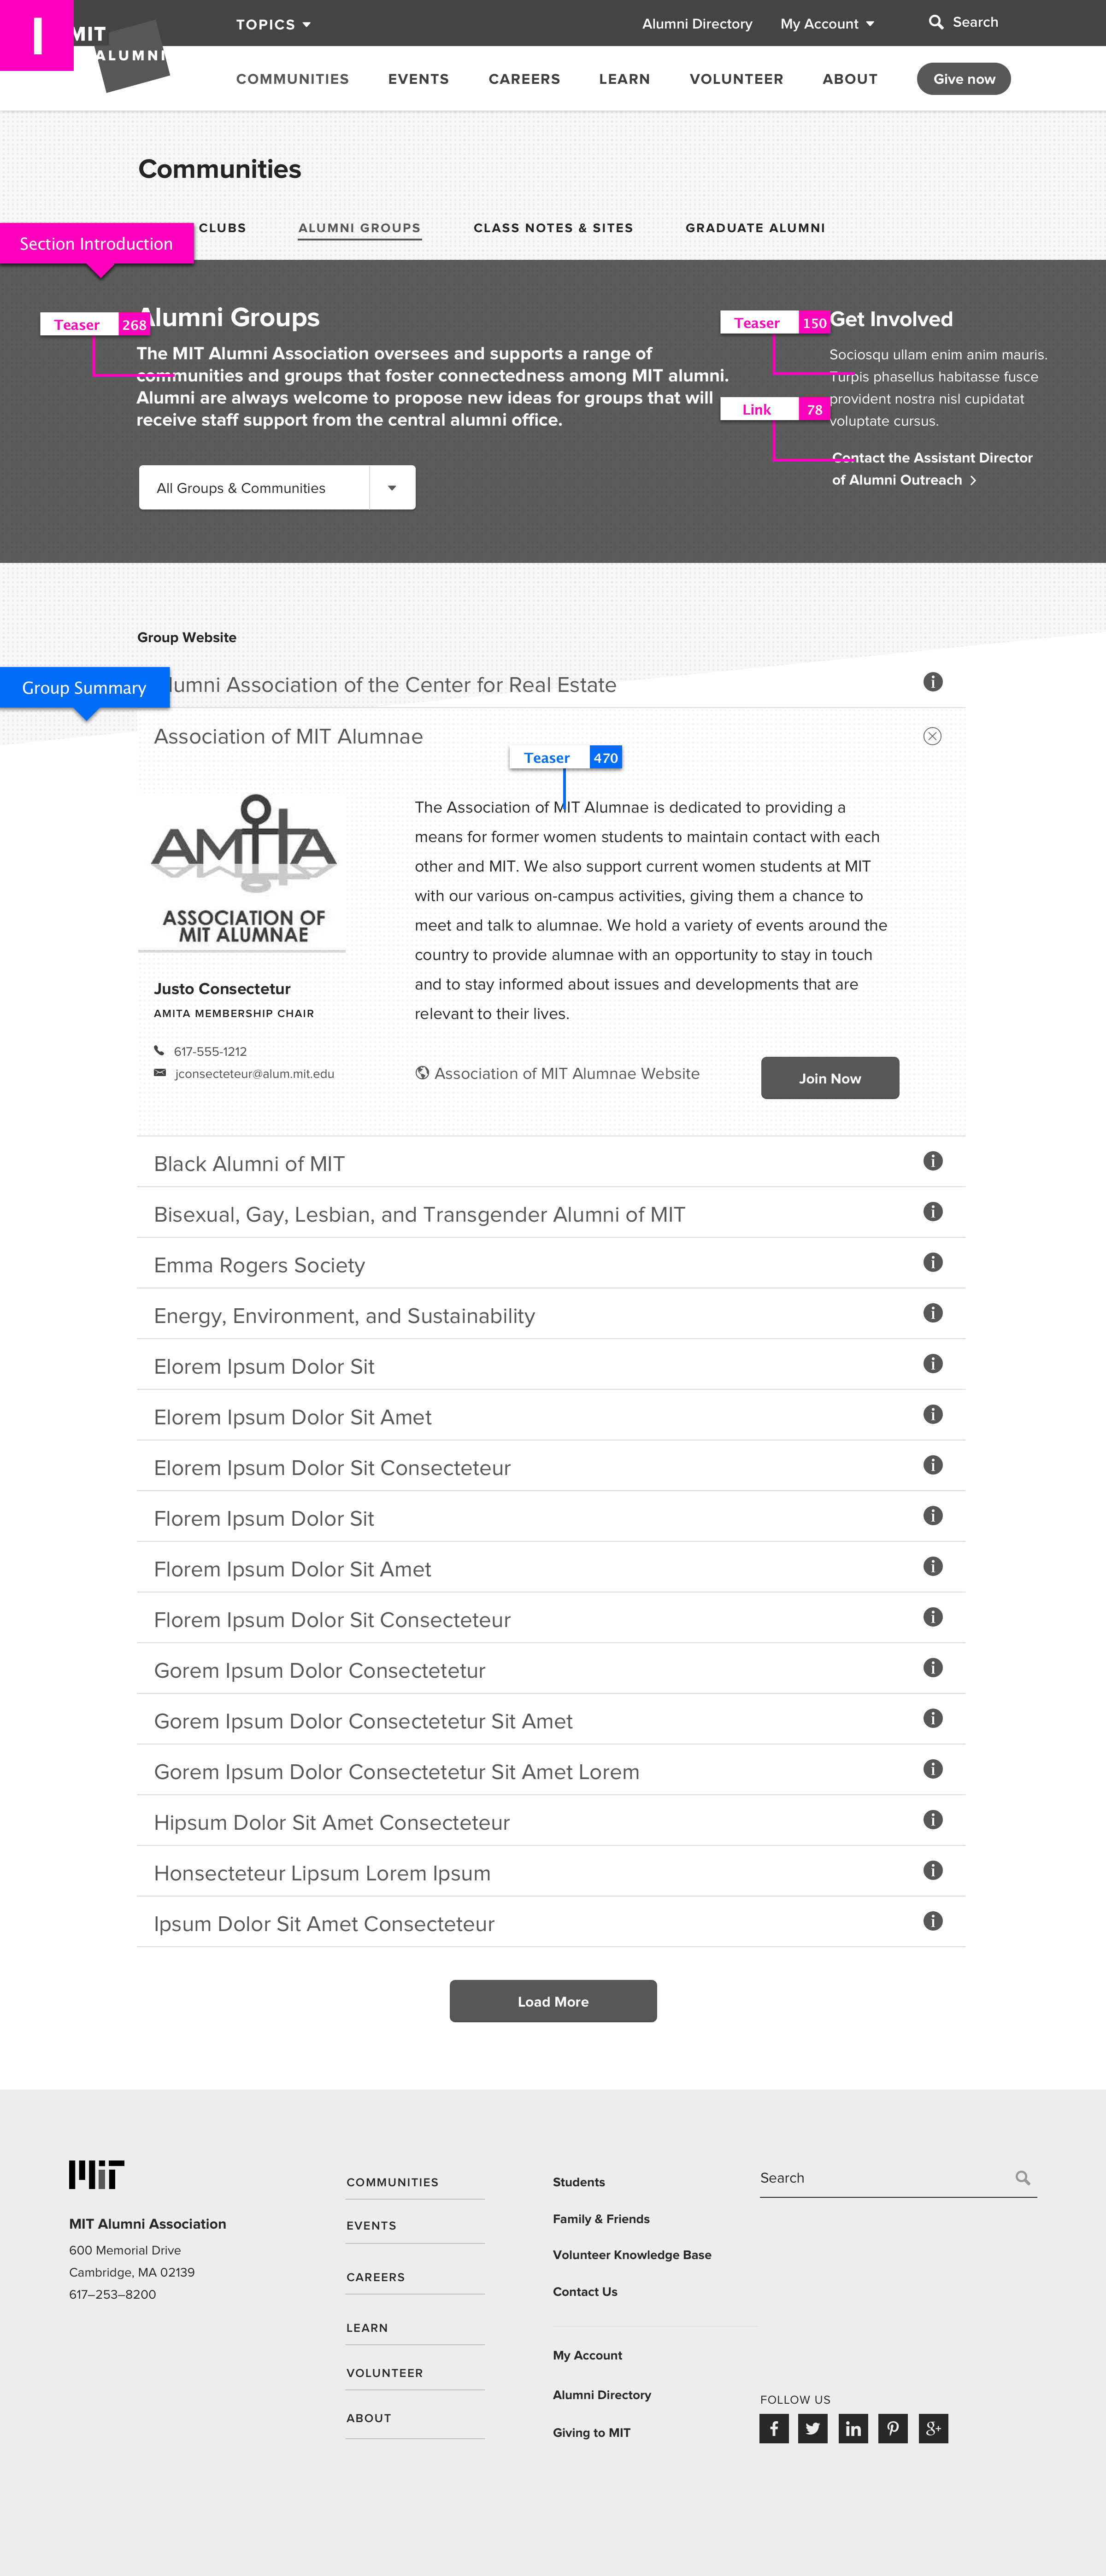 I
MIT
ALUMNI
TOPICS
Alumni Directory
My Account
Search
COMMUNITIES
EVENTS
CAREERS
LEARN
VOLUNTEER
ABOUT
Give now
Communities
CLUBS
ALUMNI GROUPS
CLASS NOTES & SITES
GRADUATE ALUMNI
Section Introduction
Teaser 268
Alumni Groups
The MIT Alumni Association oversees and supports a range of
communities and groups that foster connectedness among MIT alumni.
Alumni are always welcome to propose new ideas for groups that will
receive staff support from the central alumni office.
All Groups & Communities
Teaser 150
Get Involved
Sociosqu ullam enim anim mauris.
Turpis phasellus habitasse fusce
provident nostra nisl cupidatat
voluptate cursus.
Link 78
Contact the Assistant Director
of Alumni Outreach >
Group Website
Group Summary
Alumni Association of the Center for Real Estate
i
Association of MIT Alumnae
Teaser 470
AMITA
ASSOCIATION OF
MIT ALUMNAE
Justo Consectetur
AMITA MEMBERSHIP CHAIR
617-555-1212
jconsecteteur@alum.mit.edu
The Association of MIT Alumnae is dedicated to providing a
means for former women students to maintain contact with each
other and MIT. We also support current women students at MIT
with our various on-campus activities, giving them a chance to
meet and talk to alumnae. We hold a variety of events around the
country to provide alumnae with an opportunity to stay in touch
and to stay informed about issues and developments that are
relevant to their lives.
Association of MIT Alumnae Website
Join Now
Black Alumni of MIT
i
Bisexual, Gay, Lesbian, and Transgender Alumni of MIT
i
Emma Rogers Society
i
Energy, Environment, and Sustainability
i
Elorem Ipsum Dolor Sit
i
Elorem Ipsum Dolor Sit Amet
i
Elorem Ipsum Dolor Sit Consecteteur
i
Florem Ipsum Dolor Sit
i
Florem Ipsum Dolor Sit Amet
i
Florem Ipsum Dolor Sit Consecteteur
i
Gorem Ipsum Dolor Consectetetur
i
Gorem Ipsum Dolor Consectetetur Sit Amet
i
Gorem Ipsum Dolor Consectetetur Sit Amet Lorem
i
Hipsum Dolor Sit Amet Consecteteur
i
Honsecteteur Lipsum Lorem Ipsum
i
Ipsum Dolor Sit Amet Consecteteur
i
Load More
MIT
MIT Alumni Association
600 Memorial Drive
Cambridge, MA 02139
617–253–8200
COMMUNITIES
EVENTS
CAREERS
LEARN
VOLUNTEER
ABOUT
Students
Family & Friends
Volunteer Knowledge Base
Contact Us
My Account
Alumni Directory
Giving to MIT
Search
FOLLOW US
f
in
g+